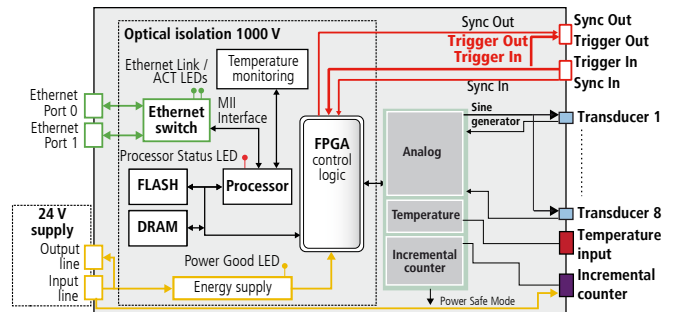 Optical isolation 1000 V
Sync Out
Trigger Out
Trigger In
Sync In
Sync Out
Trigger Out
Trigger In
Sync In
Ethernet Link /
ACT LEDs
Temperature
monitoring
Ethernet
Port 0
Ethernet
Port 1
Ethernet
switch
MII
Interface
Processor Status LED
FLASH
Processor
DRAM
FPGA
control
logic
Sine
generator
Analog
Temperature
Incremental
counter
Power Safe Mode
Transducer 1
Transducer 8
Temperature
input
Incremental
counter
24 V
supply
Output
line
Input
line
Power Good LED
Energy supply